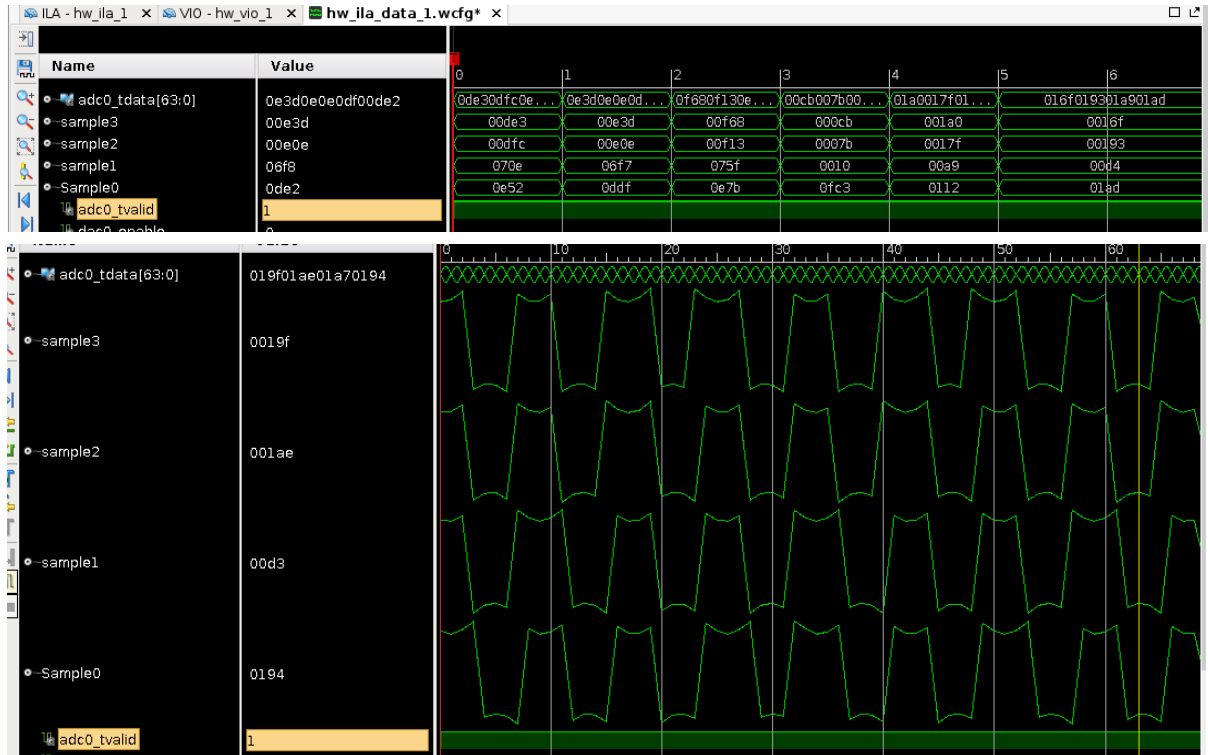 ILA - hw_ila_1 VIO - hw_vio_1 hw_ila_data_1.wcfg*
Name Value
0 1 2 3 4 5 6
adc0_tdata[63:0] 0e3d0e0e0df00de2 0de30dfc0e... 0e3d0e0e0d... 0f680f130e... 00cb007b00... 01a0017f01... 016f019301a901ad
sample3 00e3d 00de3 00e3d 00f68 000cb 001a0 0016f
sample2 00e0e 00dfc 00e0e 00f13 0007b 0017f 00193
sample1 06f8 070e 06f7 075f 0010 00a9 00d4
Sample0 0de2 0e52 0ddf 0e7b 0fc3 0112 01ad
adc0_tvalid 1
0 10 20 30 40 50 60
adc0_tdata[63:0] 019f01ae01a70194
sample3 0019f
sample2 001ae
sample1 00d3
Sample0 0194
adc0_tvalid 1